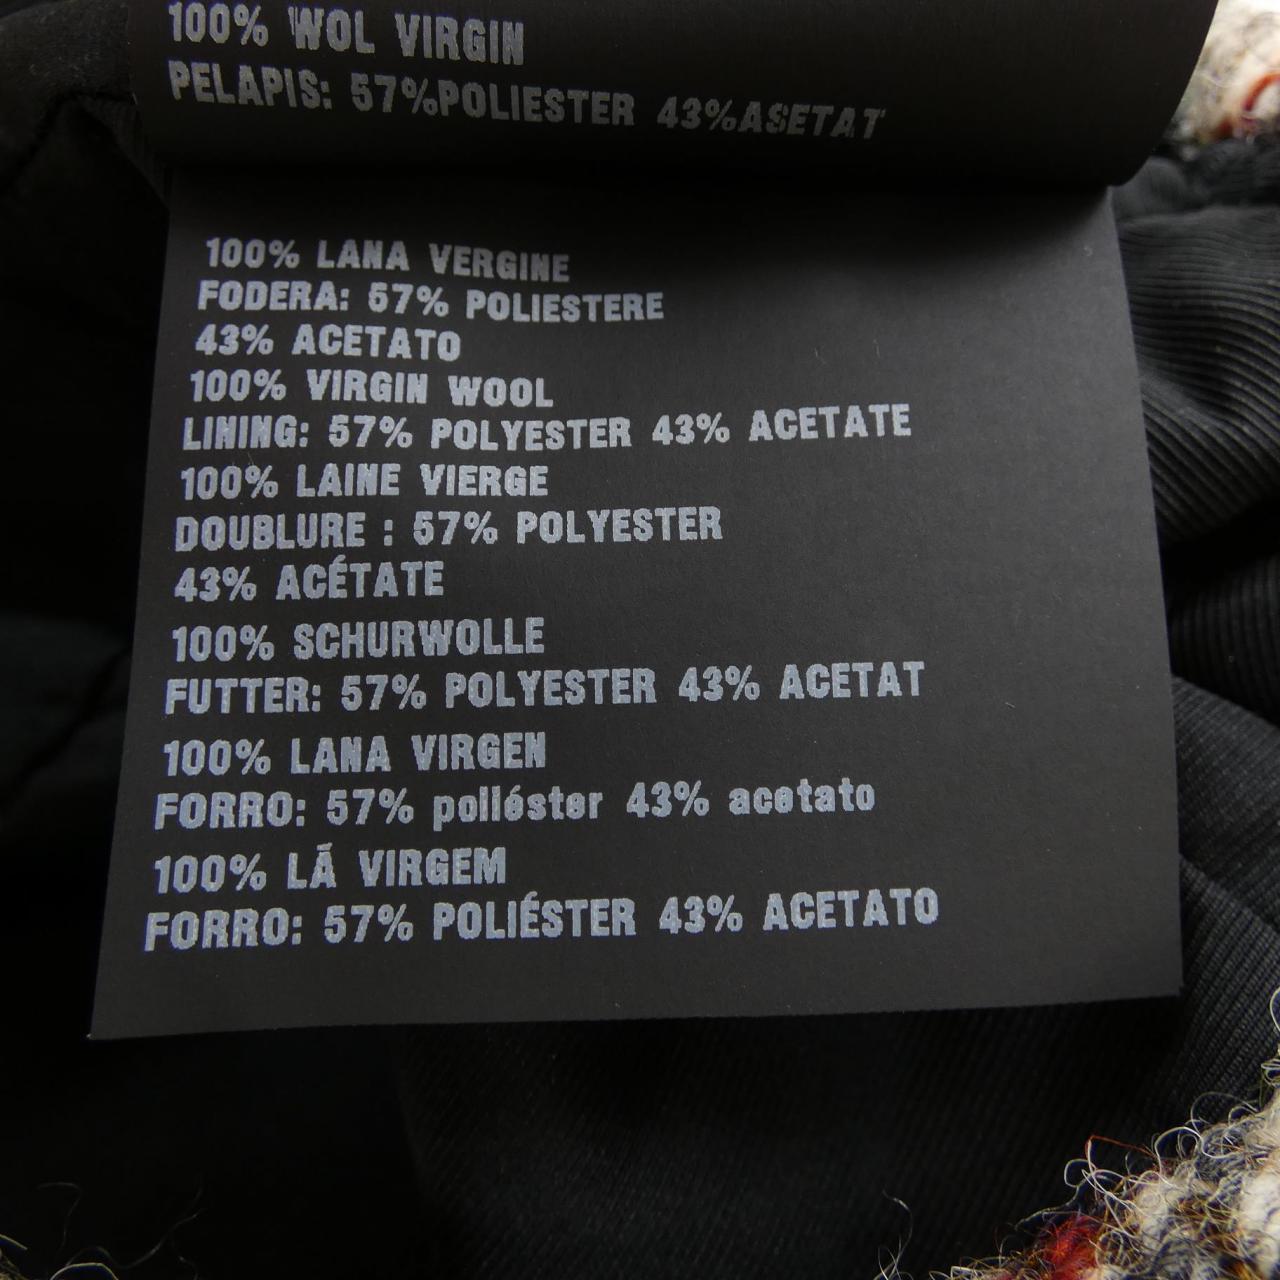 100% WOL VIRGIN
PELAPIS: 57%POLIESTER 43%ASETAT
100% LANA VERGINE
FODERA: 57% POLIESTERE
43% ACETATO
100% VIRGIN WOOL
LINING: 57% POLYESTER 43% ACETATE
100% LAINE VIERGE
DOUBLURE : 57% POLYESTER
43% ACÉTATE
100% SCHURWOLLE
FUTTER: 57% POLYESTER 43% ACETAT
100% LANA VIRGEN
FORRO: 57% poliéster 43% acetato
100% LÃ VIRGEM
FORRO: 57% POLIÉSTER 43% ACETATO